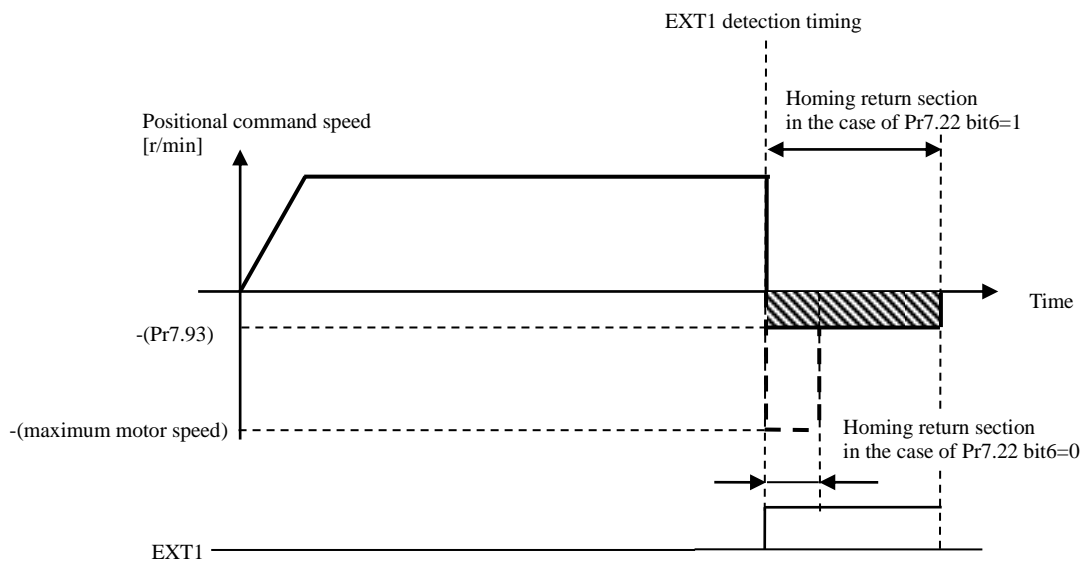 EXT1 detection timing
Homing return section
in the case of Pr7.22 bit6=1
Positional command speed
[r/min]
Time
-(Pr7.93)
-(maximum motor speed)
Homing return section
in the case of Pr7.22 bit6=0
EXT1